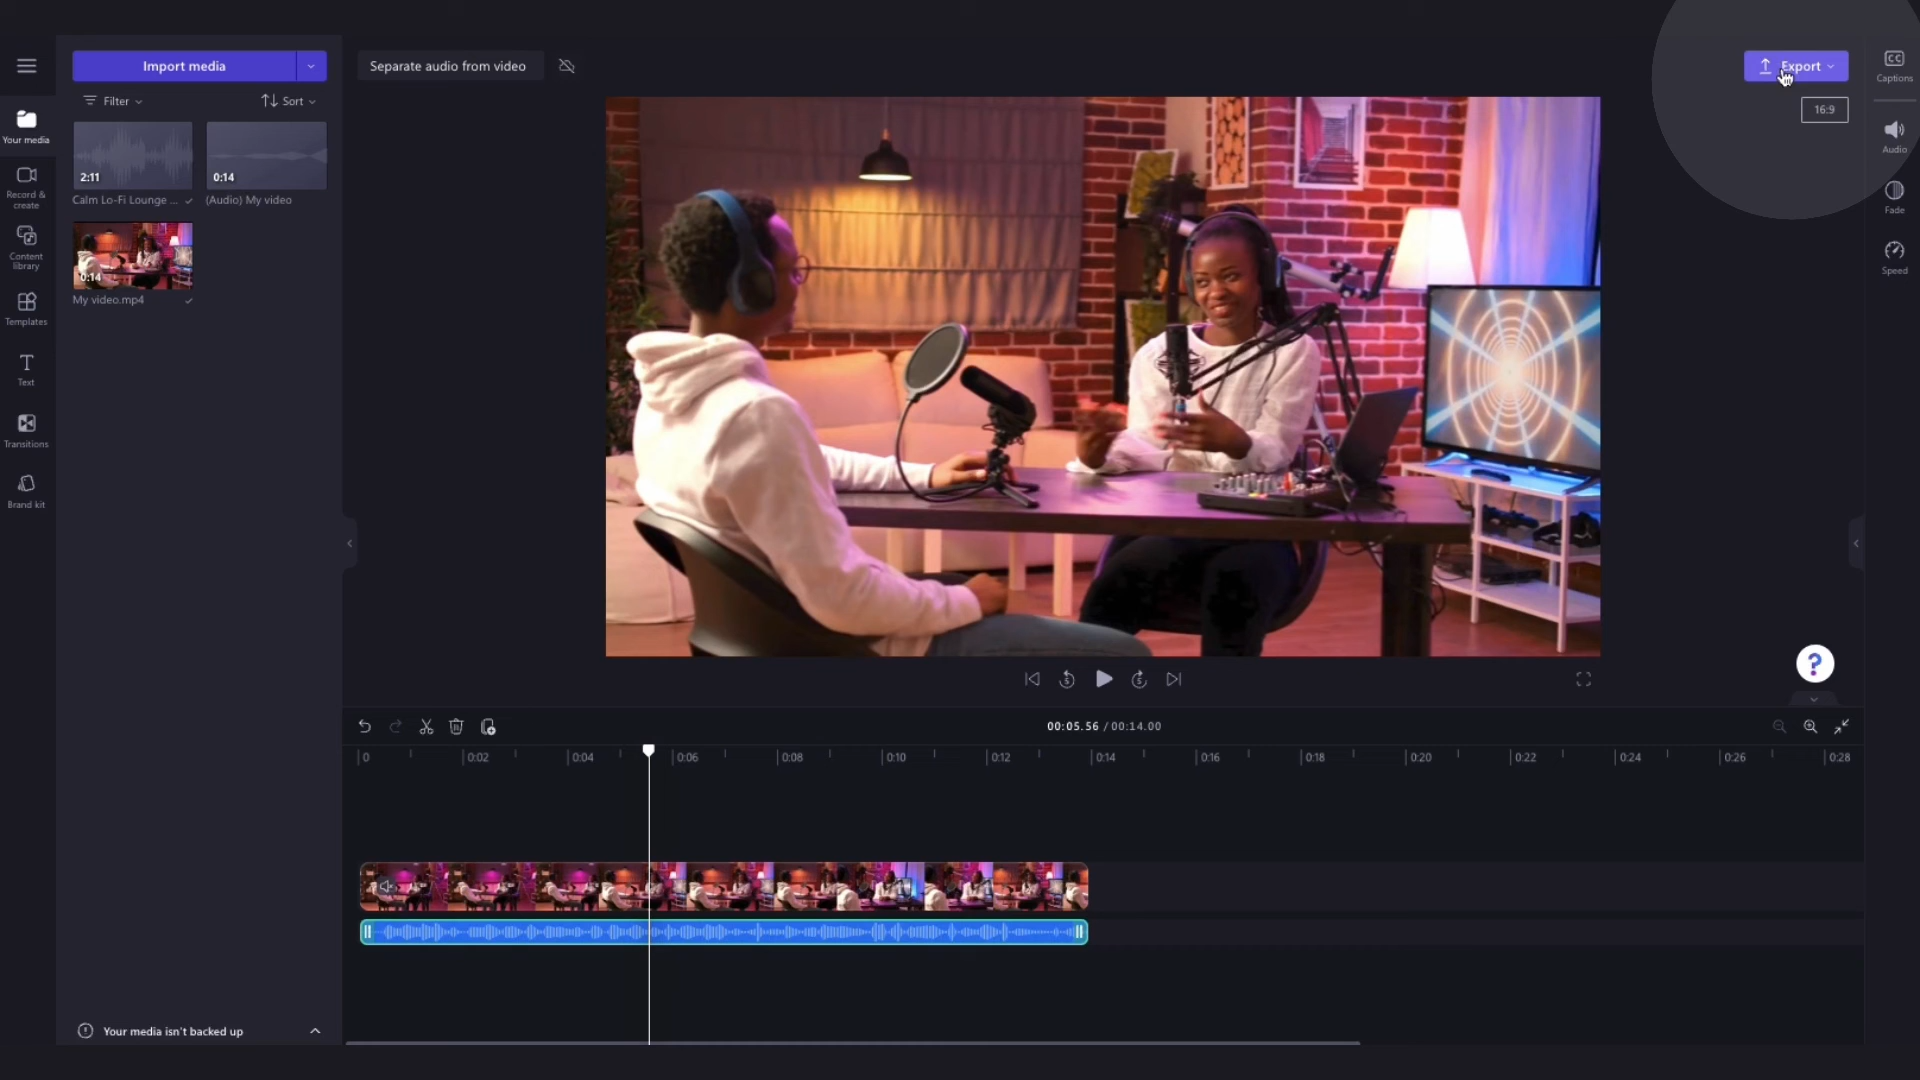 Import media
Separate audio from video
Export
CC
Captions
Filter
Sort
16:9
Your media
2:11
0:14
Audio
Calm Lo-Fi Lounge ...
(Audio) My video
Record &
create
Fade
Content
library
0:14
Speed
My video.mp4
Templates
Text
Transitions
Brand kit
5
5
?
00:05.56 / 00:14.00
0
0:02
0:04
0:06
0:08
0:10
0:12
0:14
0:16
0:18
0:20
0:22
0:24
0:26
0:28
Your media isn't backed up